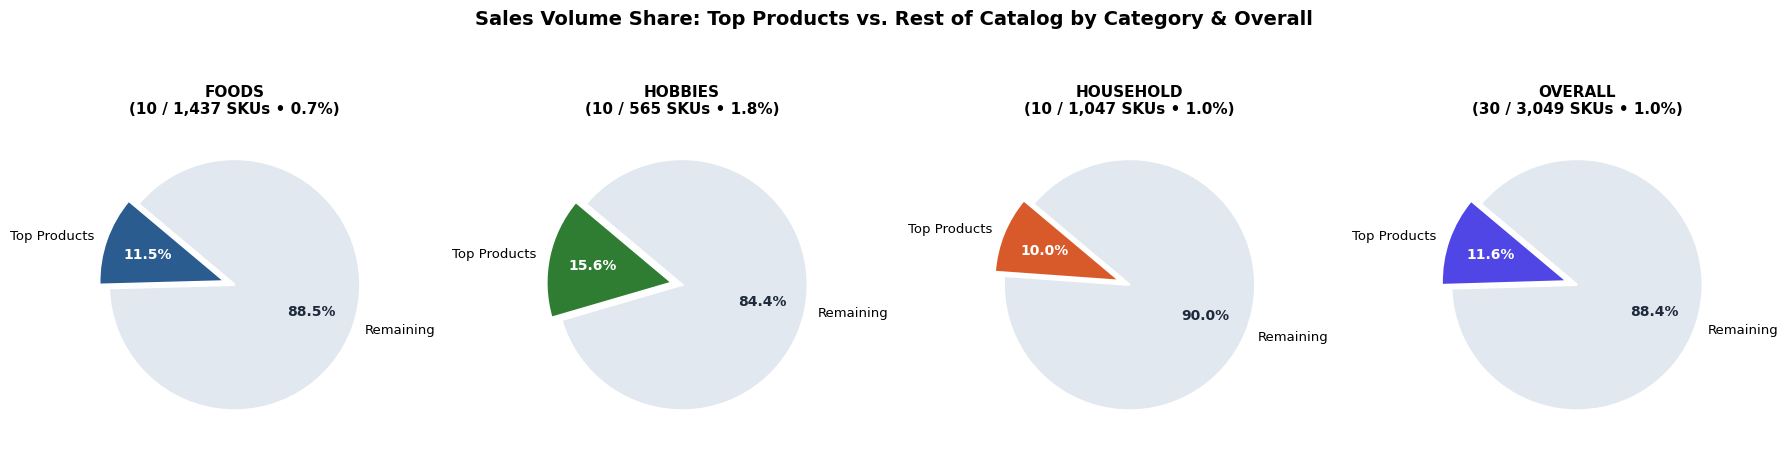 Sales Volume Share: Top Products vs. Rest of Catalog by Category & Overall
FOODS
(10 / 1,437 SKUs • 0.7%)
Top Products
11.5%
88.5%
Remaining
HOBBIES
(10 / 565 SKUs • 1.8%)
Top Products
15.6%
84.4%
Remaining
HOUSEHOLD
(10 / 1,047 SKUs • 1.0%)
Top Products
10.0%
90.0%
Remaining
OVERALL
(30 / 3,049 SKUs • 1.0%)
Top Products
11.6%
88.4%
Remaining